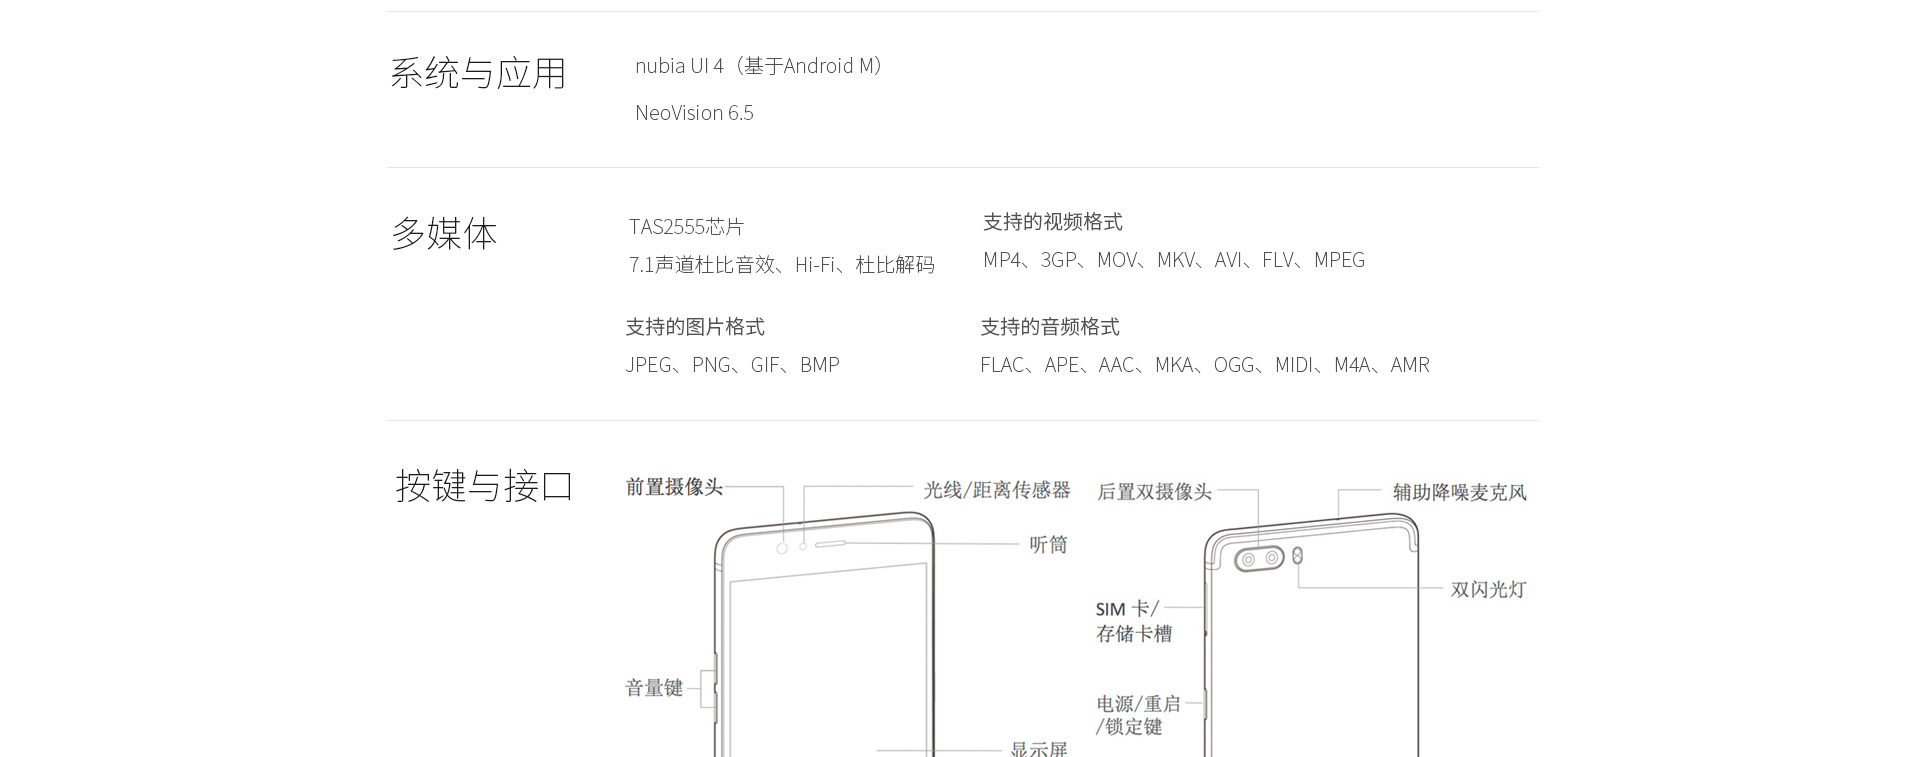 系统与应用
nubia UI 4（基于Android M）
NeoVision 6.5
多媒体
TAS2555芯片
7.1声道杜比音效、Hi-Fi、杜比解码
支持的视频格式
MP4、3GP、MOV、MKV、AVI、FLV、MPEG
支持的图片格式
JPEG、PNG、GIF、BMP
支持的音频格式
FLAC、APE、AAC、MKA、OGG、MIDI、M4A、AMR
按键与接口
前置摄像头
光线/距离传感器
听筒
音量键
显示屏
后置双摄像头
辅助降噪麦克风
双闪光灯
SIM 卡/
存储卡槽
电源/重启
/锁定键